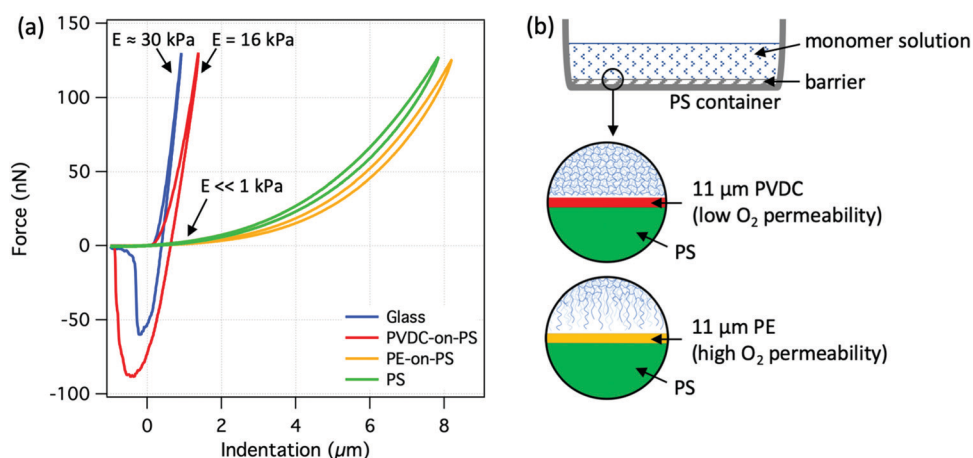 (a)
150
100
50
0
-50
-100
Force (nN)
E ≈ 30 kPa
E = 16 kPa
E << 1 kPa
Glass
PVDC-on-PS
PE-on-PS
PS
0
2
4
6
8
Indentation (µm)
(b)
monomer solution
barrier
PS container
11 µm PVDC
(low O₂ permeability)
PS
11 µm PE
(high O₂ permeability)
PS